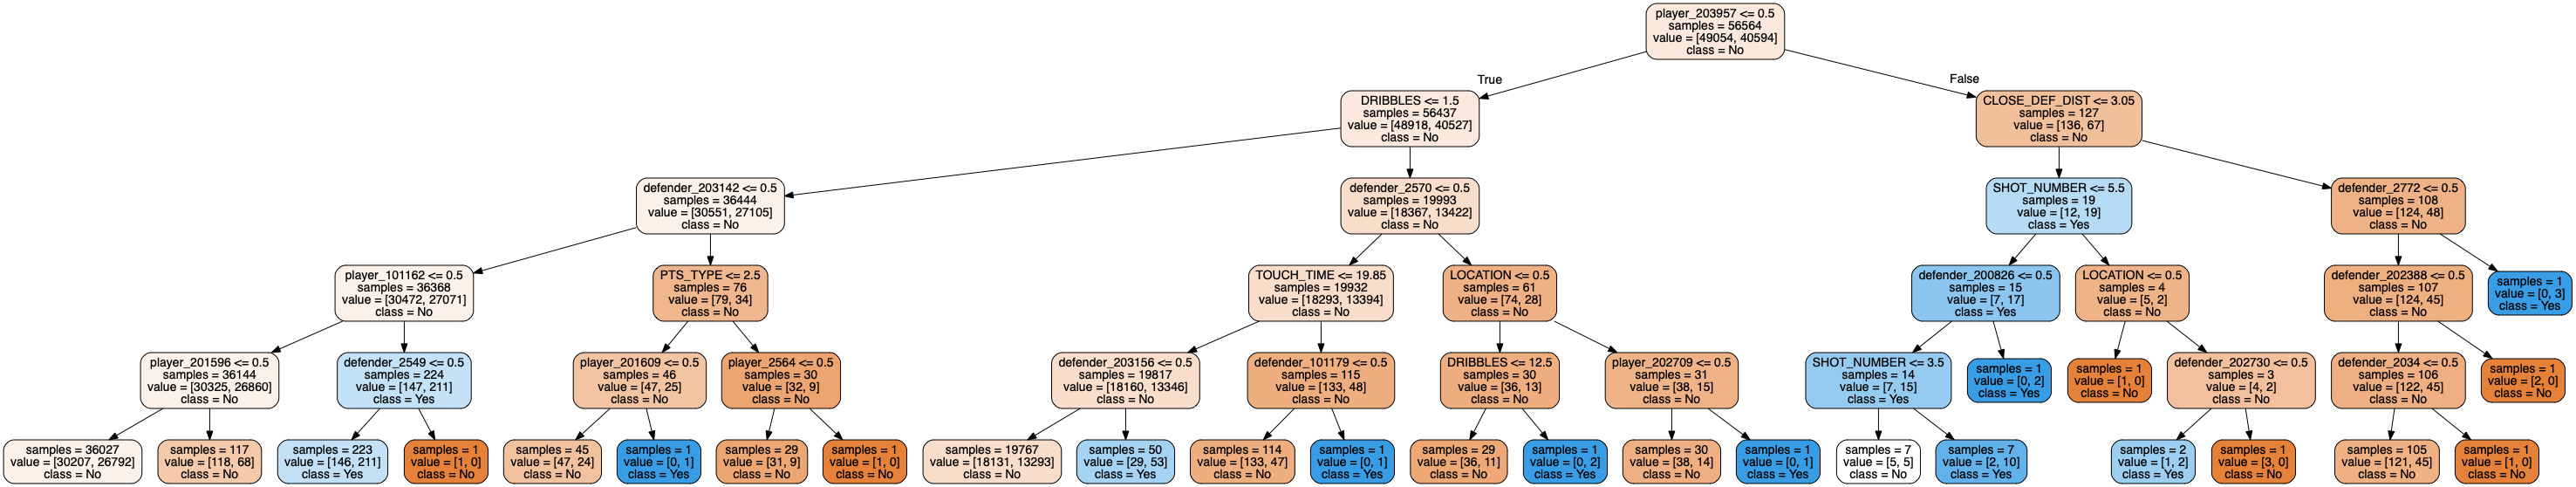 player_203957 <= 0.5
samples = 56564
value = [49054, 40594]
class = No
True
False
DRIBBLES <= 1.5
samples = 56437
value = [48918, 40527]
class = No
CLOSE_DEF_DIST <= 3.05
samples = 127
value = [136, 67]
class = No
defender_203142 <= 0.5
samples = 36444
value = [30551, 27105]
class = No
defender_2570 <= 0.5
samples = 19993
value = [18367, 13422]
class = No
SHOT_NUMBER <= 5.5
samples = 19
value = [12, 19]
class = Yes
defender_2772 <= 0.5
samples = 108
value = [124, 48]
class = No
player_101162 <= 0.5
samples = 36368
value = [30472, 27071]
class = No
PTS_TYPE <= 2.5
samples = 76
value = [79, 34]
class = No
TOUCH_TIME <= 19.85
samples = 19932
value = [18293, 13394]
class = No
LOCATION <= 0.5
samples = 61
value = [74, 28]
class = No
defender_200826 <= 0.5
samples = 15
value = [7, 17]
class = Yes
LOCATION <= 0.5
samples = 4
value = [5, 2]
class = No
defender_202388 <= 0.5
samples = 107
value = [124, 45]
class = No
samples = 1
value = [0, 3]
class = Yes
player_201596 <= 0.5
samples = 36144
value = [30325, 26860]
class = No
defender_2549 <= 0.5
samples = 224
value = [147, 211]
class = Yes
player_201609 <= 0.5
samples = 46
value = [47, 25]
class = No
player_2564 <= 0.5
samples = 30
value = [32, 9]
class = No
defender_203156 <= 0.5
samples = 19817
value = [18160, 13346]
class = No
defender_101179 <= 0.5
samples = 115
value = [133, 48]
class = No
DRIBBLES <= 12.5
samples = 30
value = [36, 13]
class = No
player_202709 <= 0.5
samples = 31
value = [38, 15]
class = No
SHOT_NUMBER <= 3.5
samples = 14
value = [7, 15]
class = Yes
samples = 1
value = [0, 2]
class = Yes
samples = 1
value = [1, 0]
class = No
defender_202730 <= 0.5
samples = 3
value = [4, 2]
class = No
defender_2034 <= 0.5
samples = 106
value = [122, 45]
class = No
samples = 1
value = [2, 0]
class = No
samples = 36027
value = [30207, 26792]
class = No
samples = 117
value = [118, 68]
class = No
samples = 223
value = [146, 211]
class = Yes
samples = 1
value = [1, 0]
class = No
samples = 45
value = [47, 24]
class = No
samples = 1
value = [0, 1]
class = Yes
samples = 29
value = [31, 9]
class = No
samples = 1
value = [1, 0]
class = No
samples = 19767
value = [18131, 13293]
class = No
samples = 50
value = [29, 53]
class = Yes
samples = 114
value = [133, 47]
class = No
samples = 1
value = [0, 1]
class = Yes
samples = 29
value = [36, 11]
class = No
samples = 1
value = [0, 2]
class = Yes
samples = 30
value = [38, 14]
class = No
samples = 1
value = [0, 1]
class = Yes
samples = 7
value = [5, 5]
class = No
samples = 7
value = [2, 10]
class = Yes
samples = 2
value = [1, 2]
class = Yes
samples = 1
value = [3, 0]
class = No
samples = 105
value = [121, 45]
class = No
samples = 1
value = [1, 0]
class = No